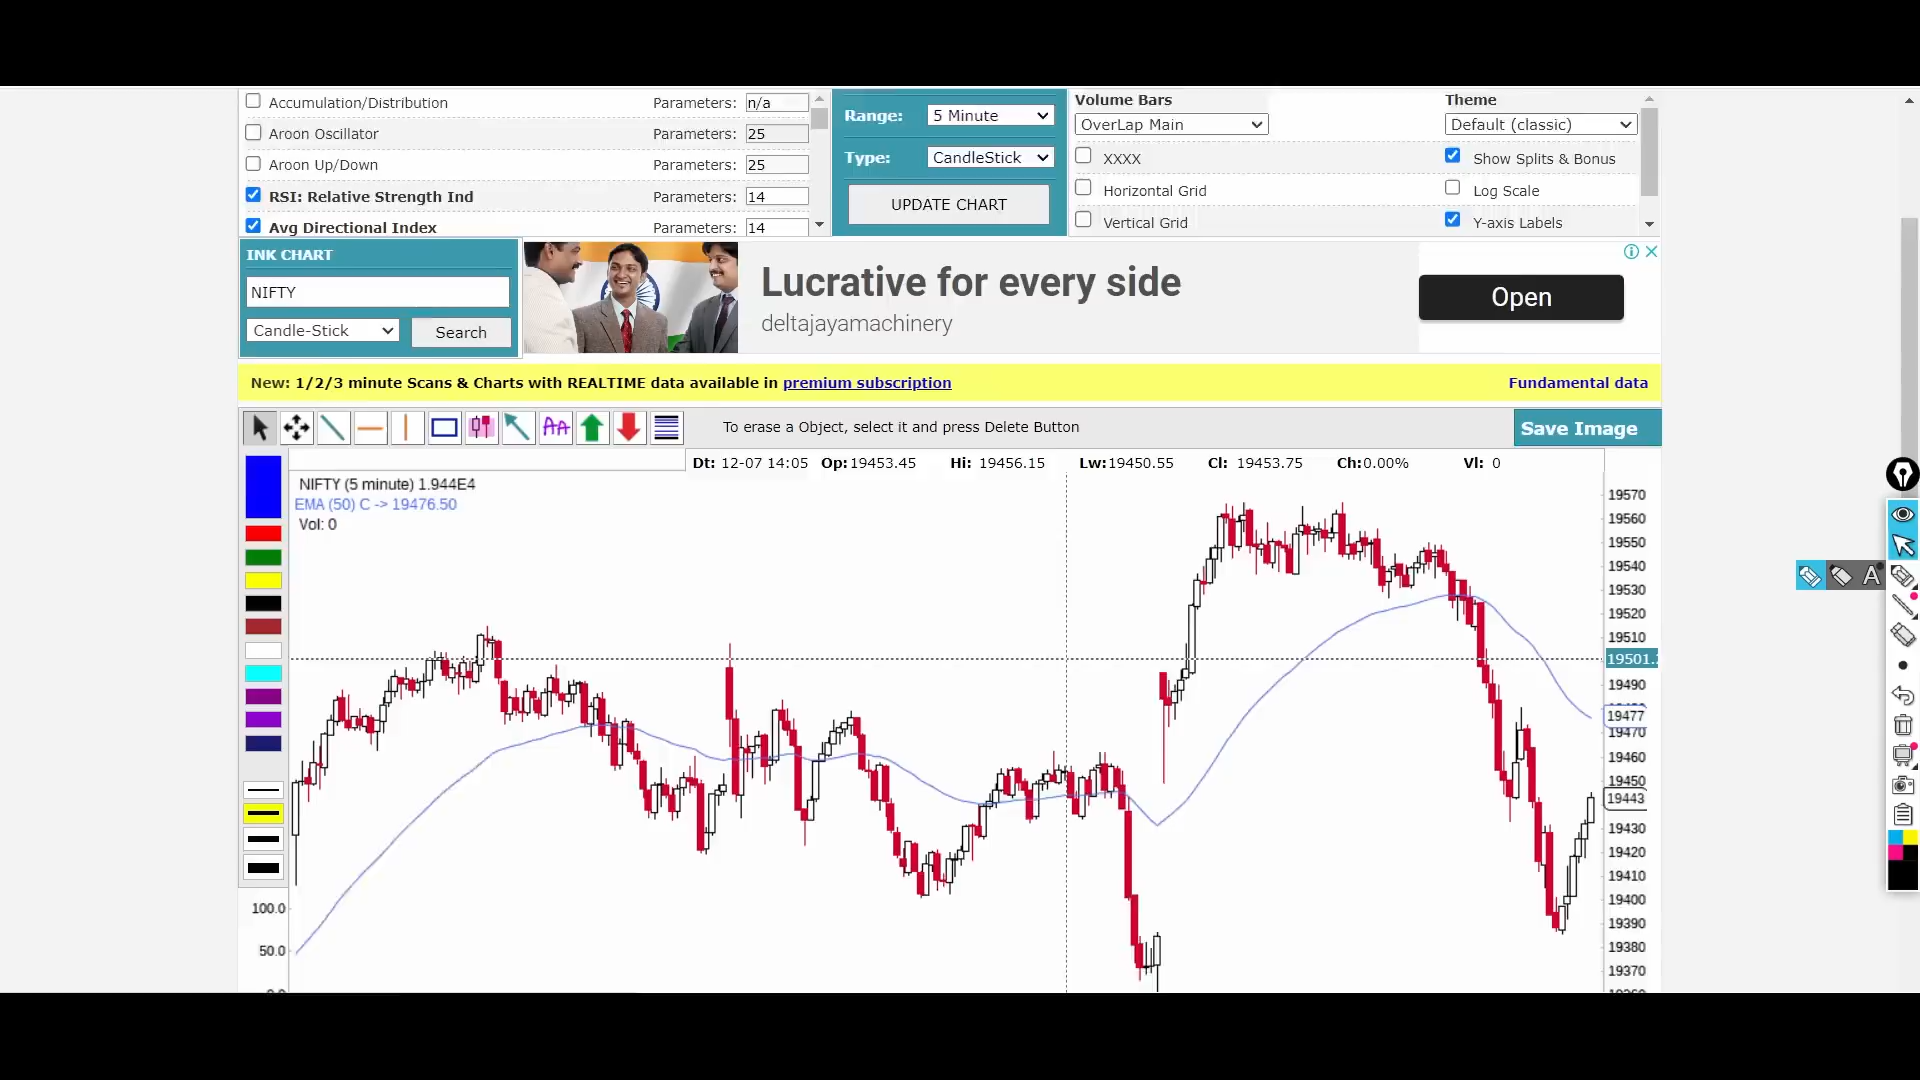 Accumulation/Distribution Parameters: n/a
Aroon Oscillator Parameters: 25
Aroon Up/Down Parameters: 25
RSI: Relative Strength Ind Parameters: 14
Avg Directional Index Parameters: 14
Range: 5 Minute
Type: CandleStick
UPDATE CHART
Volume Bars
OverLap Main
XXXX
Horizontal Grid
Vertical Grid
Theme
Default (classic)
Show Splits & Bonus
Log Scale
Y-axis Labels
INK CHART
NIFTY
Candle-Stick Search
Lucrative for every side
deltajayamachinery
Open
New: 1/2/3 minute Scans & Charts with REALTIME data available in premium subscription Fundamental data
AA To erase a Object, select it and press Delete Button Save Image
Dt: 12-07 14:05 Op:19453.45 Hi: 19456.15 Lw:19450.55 Cl: 19453.75 Ch:0.00% Vl: 0
NIFTY (5 minute) 1.944E4
EMA (50) C -> 19476.50
Vol: 0
19570
19560
19550
19540
19530
19520
19510
19490
19477
19470
19460
19450
19443
19430
19420
19410
19400
19390
19380
19370
100.0
50.0
A